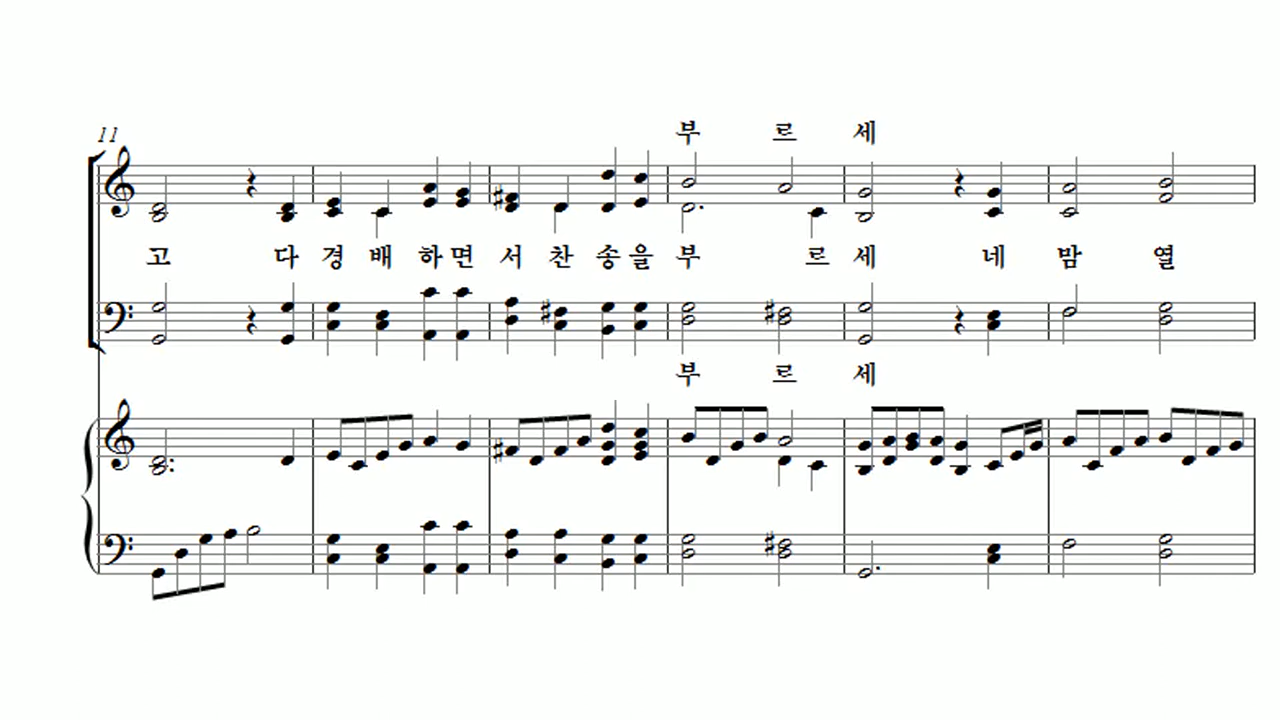 부 르 세
11
고 다 경 배 하 면 서 찬 송 을 부 르 세 네 밤 열
부 르 세